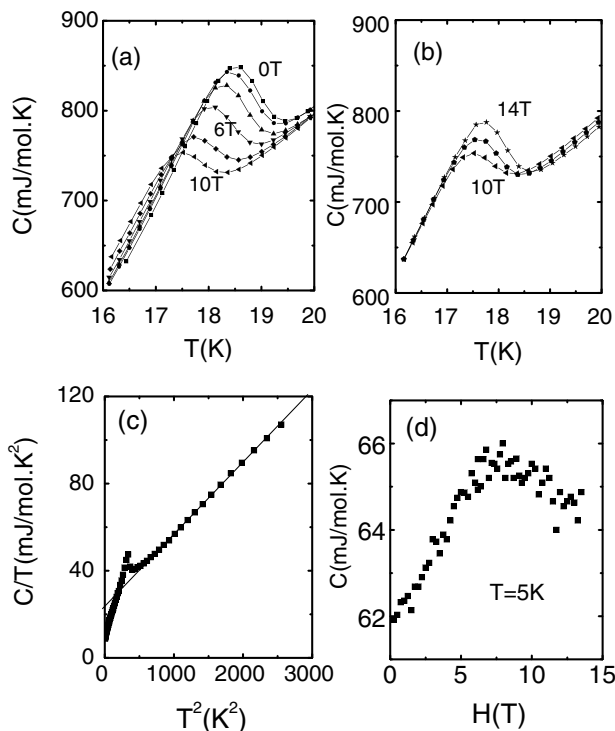 (a)
0T
6T
10T
C(mJ/mol.K)
900
800
700
600
16 17 18 19 20
T(K)
(b)
14T
10T
C(mJ/mol.K)
900
800
700
600
16 17 18 19 20
T(K)
(c)
C/T(mJ/mol.K²)
120
80
40
0
0 1000 2000 3000
T²(K²)
(d)
T=5K
C(mJ/mol.K)
66
64
62
0 5 10 15
H(T)